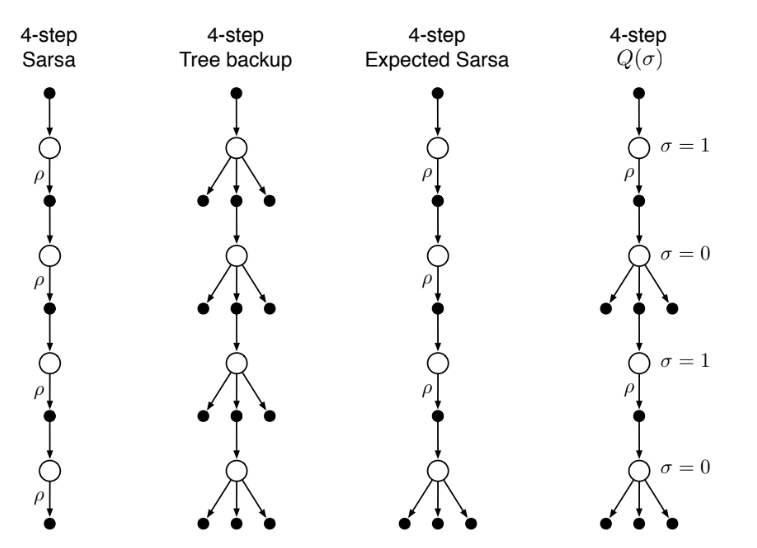 4-step
Sarsa
4-step
Tree backup
4-step
Expected Sarsa
4-step
Q(σ)
σ = 1
ρ
ρ
ρ
σ = 0
ρ
ρ
σ = 1
ρ
ρ
σ = 0
ρ